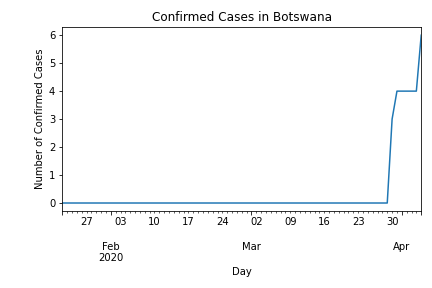 Confirmed Cases in Botswana
Number of Confirmed Cases
6
5
4
3
2
1
0
27 03 10 17 24 02 09 16 23 30
Feb Mar Apr
2020
Day